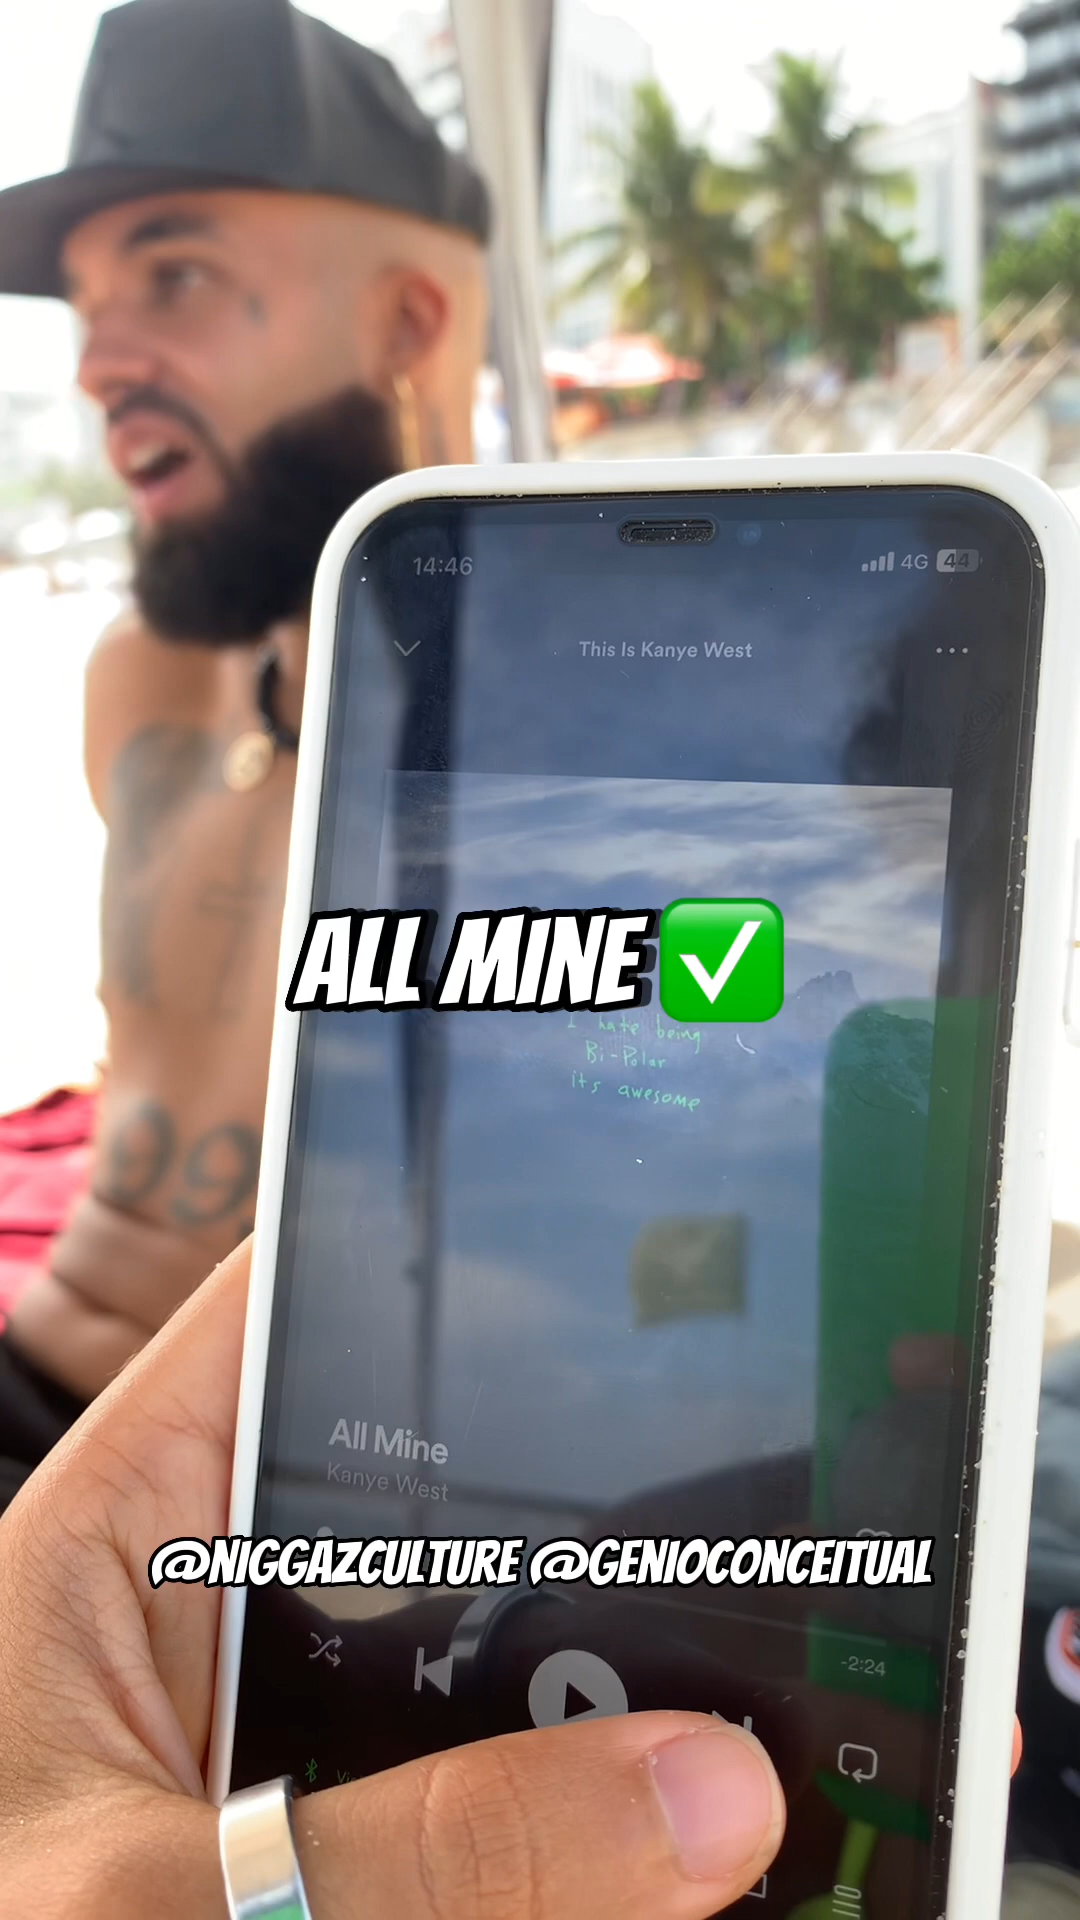 14:46
4G 44
This Is Kanye West
ALL MINE ✅
I hate being
Bi-Polar
its awesome
99
All Mine
Kanye West
@NIGGAZCULTURE @GENIOCONCEITUAL
-2:24